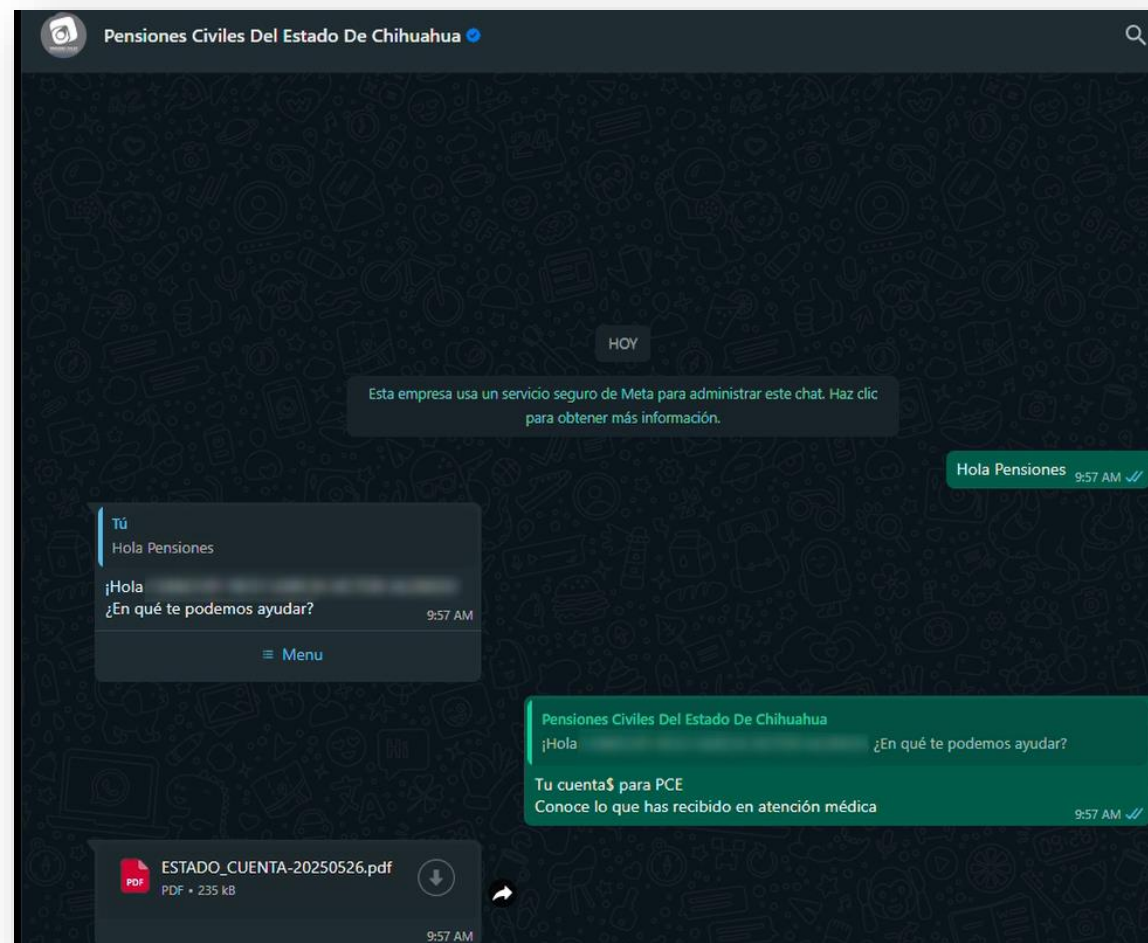 Pensiones Civiles Del Estado De Chihuahua
HOY
Esta empresa usa un servicio seguro de Meta para administrar este chat. Haz clic
para obtener más información.
Hola Pensiones 9:57 AM
Tú
Hola Pensiones
¡Hola
¿En qué te podemos ayudar?
9:57 AM
Menu
Pensiones Civiles Del Estado De Chihuahua
¡Hola ¿En qué te podemos ayudar?
Tu cuenta$ para PCE
Conoce lo que has recibido en atención médica
9:57 AM
ESTADO_CUENTA-20250526.pdf
PDF
PDF • 235 kB
9:57 AM